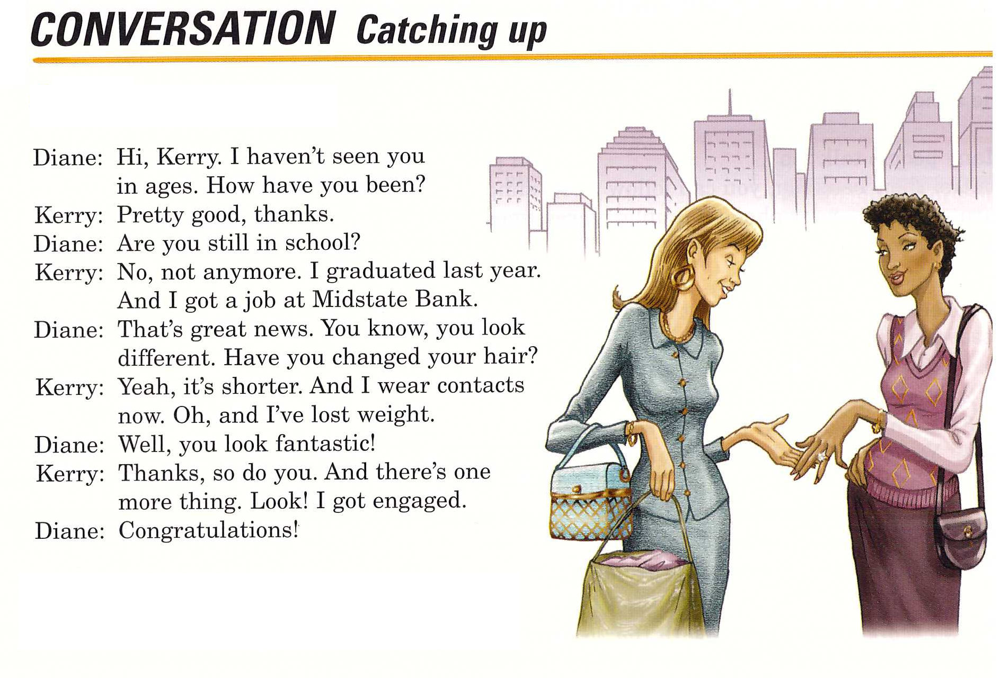 CONVERSATION Catching up
Diane: Hi, Kerry. I haven't seen you
in ages. How have you been?
Kerry: Pretty good, thanks.
Diane: Are you still in school?
Kerry: No, not anymore. I graduated last year.
And I got a job at Midstate Bank.
Diane: That's great news. You know, you look
different. Have you changed your hair?
Kerry: Yeah, it's shorter. And I wear contacts
now. Oh, and I've lost weight.
Diane: Well, you look fantastic!
Kerry: Thanks, so do you. And there's one
more thing. Look! I got engaged.
Diane: Congratulations!